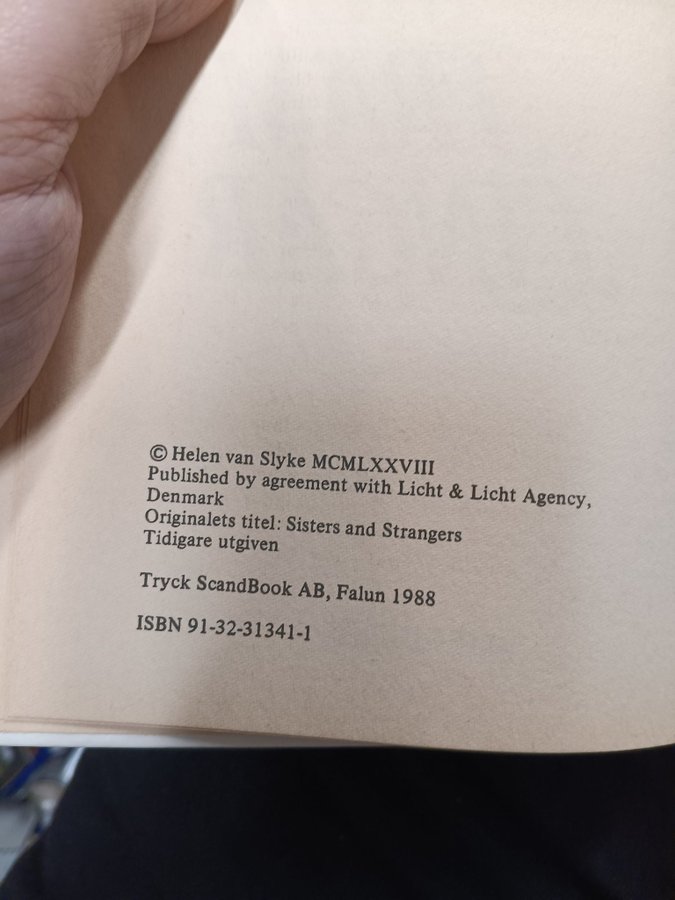 © Helen van Slyke MCMLXXVIII
Published by agreement with Licht & Licht Agency,
Denmark
Originalets titel: Sisters and Strangers
Tidigare utgiven
Tryck ScandBook AB, Falun 1988
ISBN 91-32-31341-1